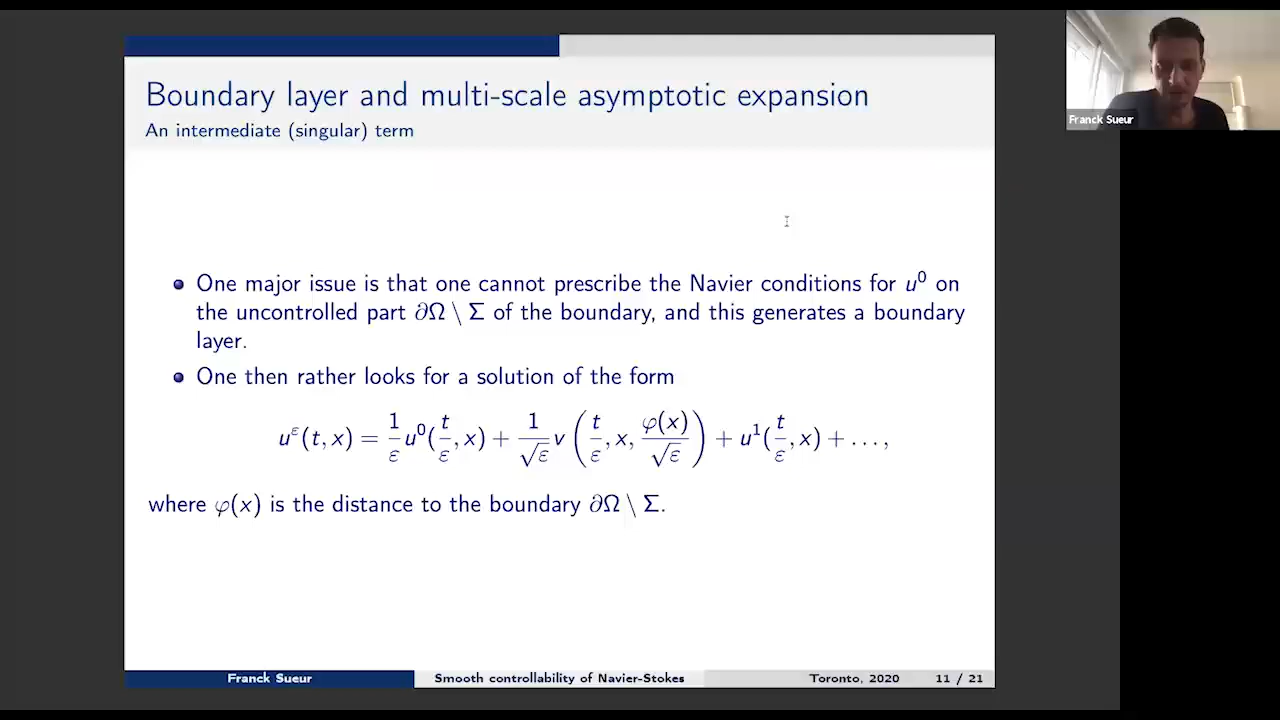 Boundary layer and multi-scale asymptotic expansion
An intermediate (singular) term
Franck Sueur
One major issue is that one cannot prescribe the Navier conditions for u⁰ on
the uncontrolled part ∂Ω \ Σ of the boundary, and this generates a boundary
layer.
One then rather looks for a solution of the form
u^ε(t, x) = 1/ε u⁰(t/ε, x) + 1/√ε v(t/ε, x, φ(x)/√ε) + u¹(t/ε, x) + . . . ,
where φ(x) is the distance to the boundary ∂Ω \ Σ.
Franck Sueur Smooth controllability of Navier-Stokes Toronto, 2020 11 / 21